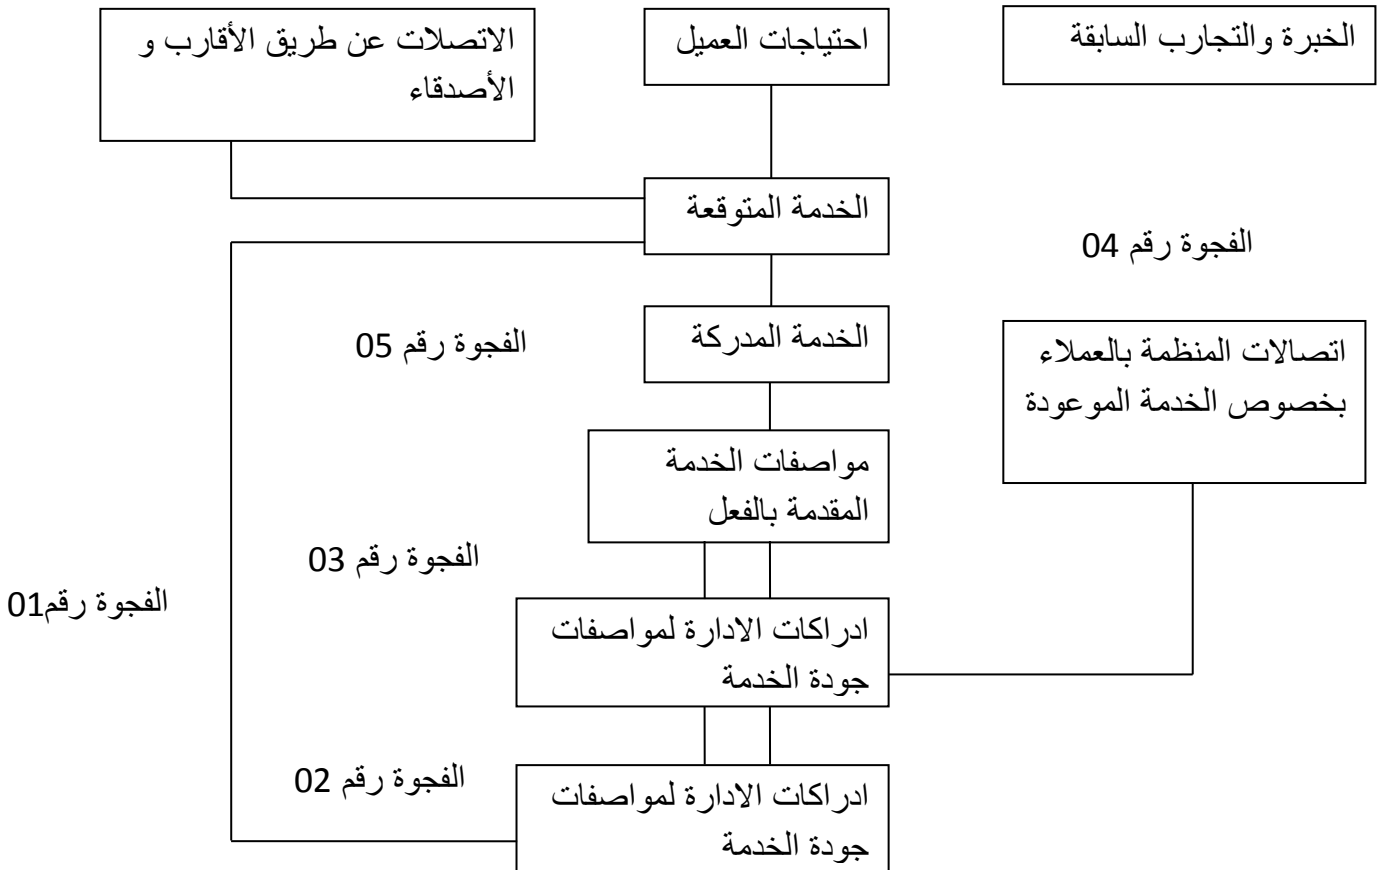 الخبرة والتجارب السابقة
احتياجات العميل
الاتصلات عن طريق الأقارب و
الأصدقاء
الخدمة المتوقعة
الفجوة رقم 04
الخدمة المدركة
الفجوة رقم 05
اتصالات المنظمة بالعملاء
بخصوص الخدمة الموعودة
مواصفات الخدمة
المقدمة بالفعل
الفجوة رقم 03
الفجوة رقم01
ادراكات الادارة لمواصفات
جودة الخدمة
الفجوة رقم 02
ادراكات الادارة لمواصفات
جودة الخدمة